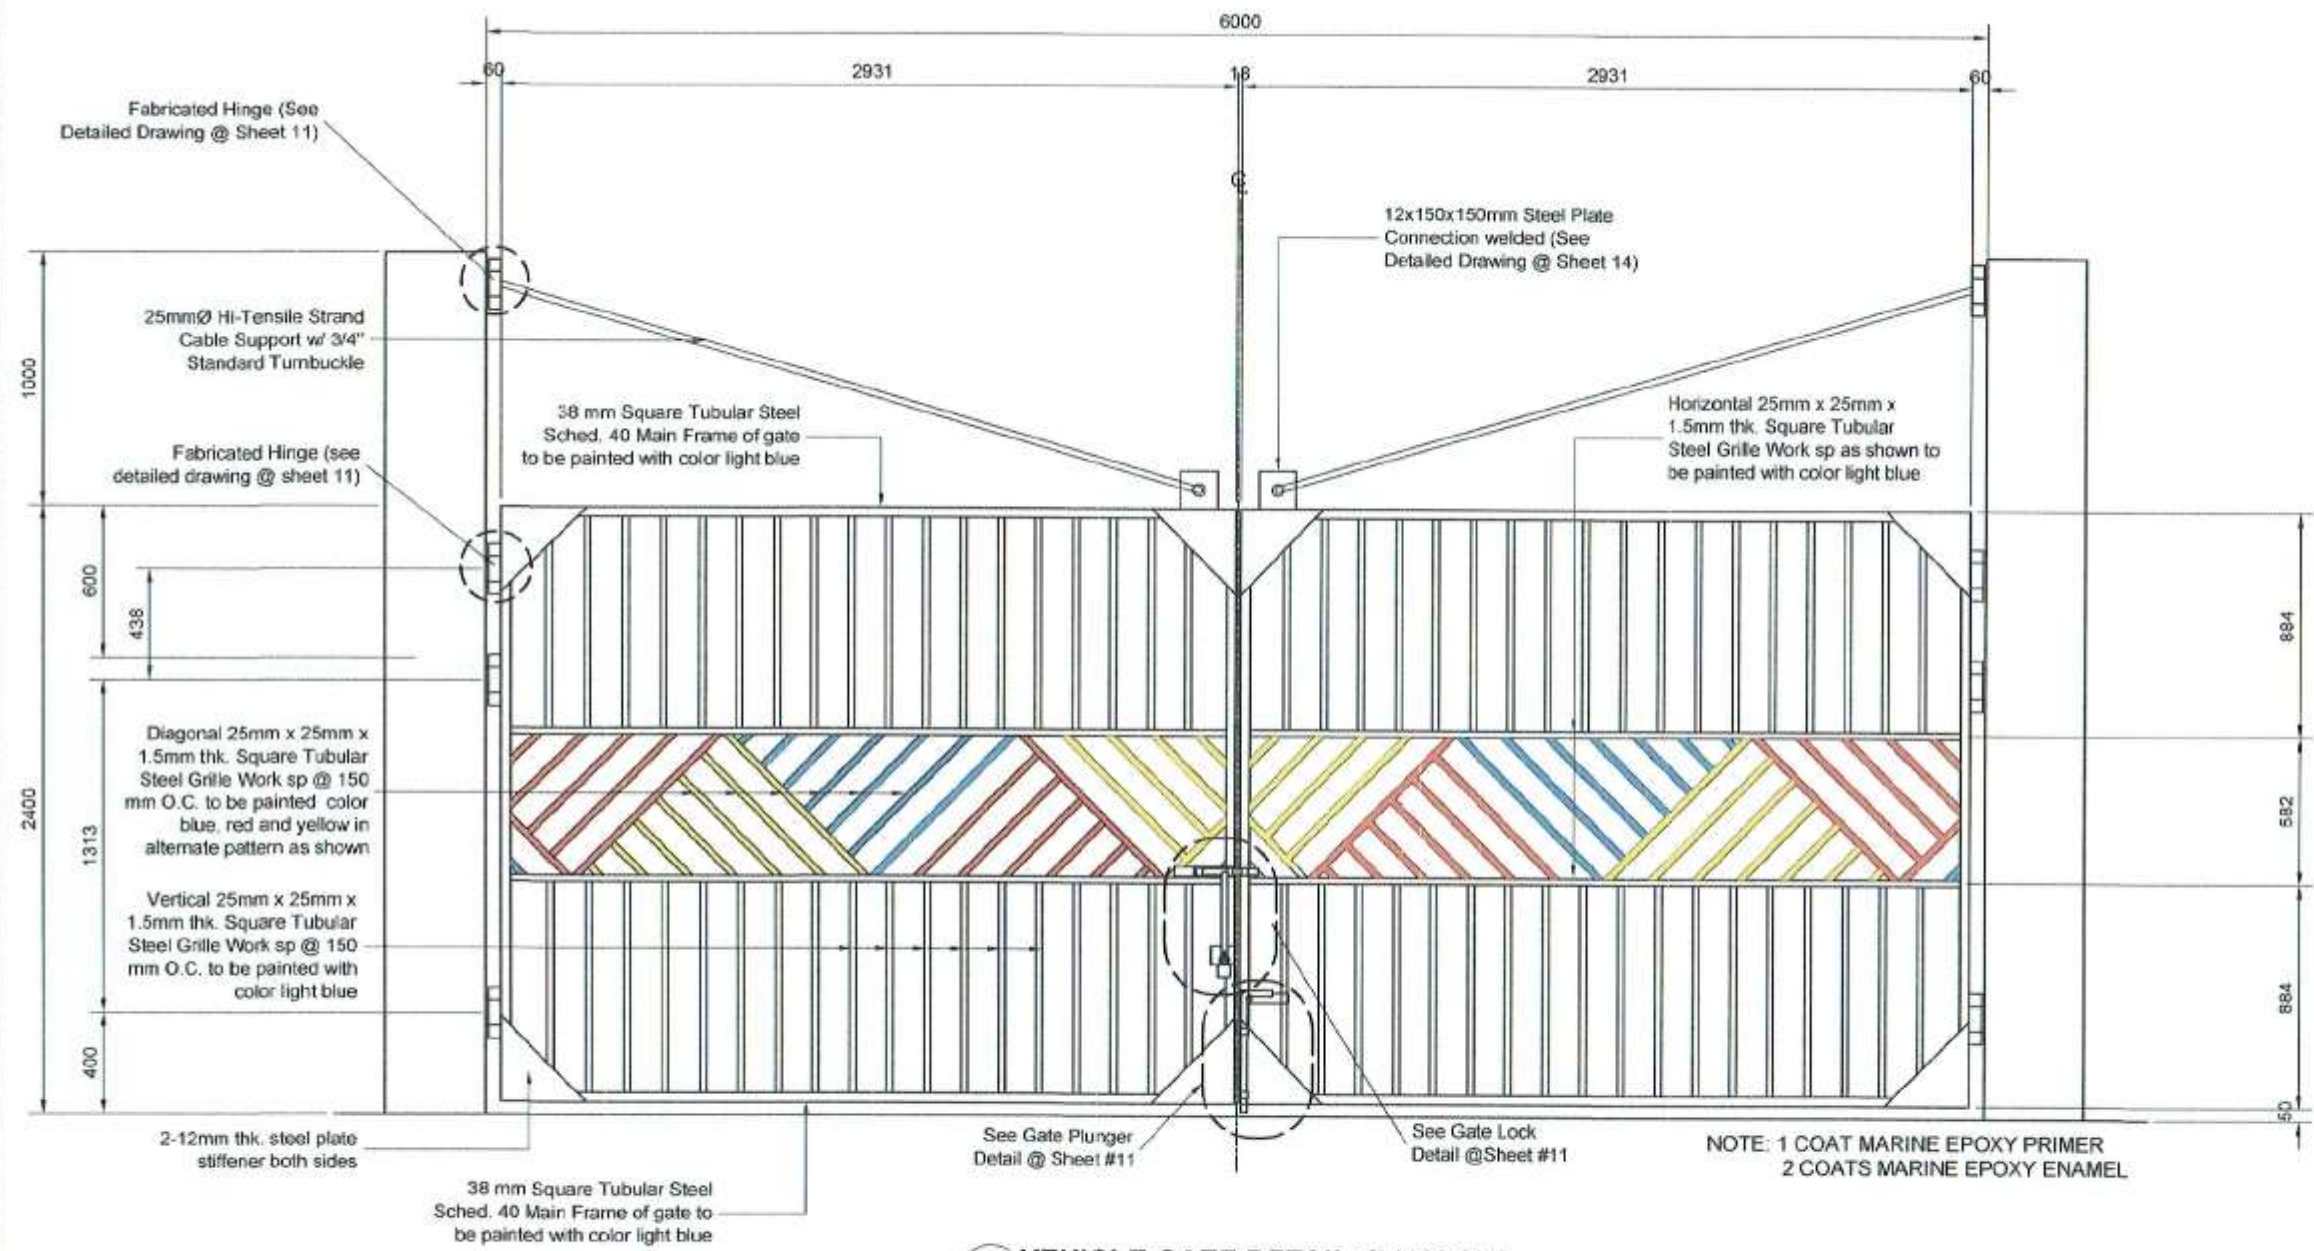 6000
60
2931
18
2931
60
Fabricated Hinge (See
Detailed Drawing @ Sheet 11)
12x150x150mm Steel Plate
Connection welded (See
Detailed Drawing @ Sheet 14)
25mmØ Hi-Tensile Strand
Cable Support w/ 3/4"
Standard Turnbuckle
1000
38 mm Square Tubular Steel
Sched. 40 Main Frame of gate
to be painted with color light blue
Horizontal 25mm x 25mm x
1.5mm thk. Square Tubular
Steel Grille Work sp as shown to
be painted with color light blue
Fabricated Hinge (see
detailed drawing @ sheet 11)
600
438
884
Diagonal 25mm x 25mm x
1.5mm thk. Square Tubular
Steel Grille Work sp @ 150
mm O.C. to be painted color
blue, red and yellow in
alternate pattern as shown
2400
1313
582
Vertical 25mm x 25mm x
1.5mm thk. Square Tubular
Steel Grille Work sp @ 150
mm O.C. to be painted with
color light blue
884
400
50
2-12mm thk. steel plate
stiffener both sides
See Gate Plunger
Detail @ Sheet #11
See Gate Lock
Detail @Sheet #11
NOTE: 1 COAT MARINE EPOXY PRIMER
2 COATS MARINE EPOXY ENAMEL
38 mm Square Tubular Steel
Sched. 40 Main Frame of gate to
be painted with color light blue